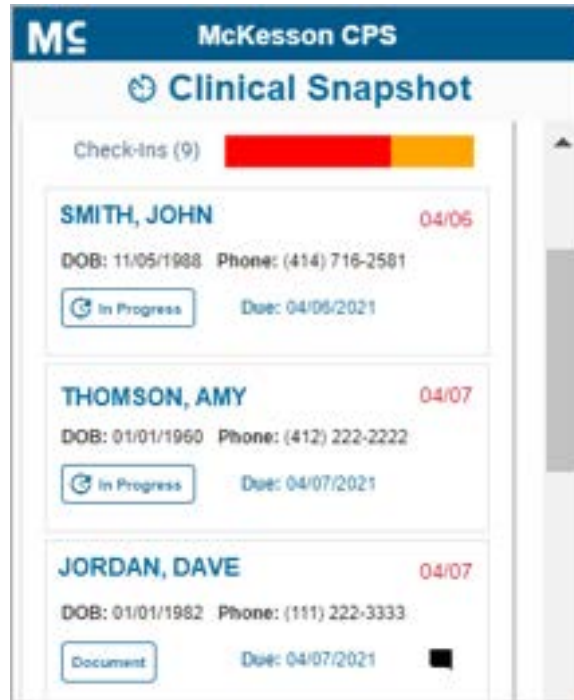 MC McKesson CPS
Clinical Snapshot
Check-Ins (9)
SMITH, JOHN 04/06
DOB: 11/05/1988 Phone: (414) 716-2581
In Progress Due: 04/06/2021
THOMSON, AMY 04/07
DOB: 01/01/1960 Phone: (412) 222-2222
In Progress Due: 04/07/2021
JORDAN, DAVE 04/07
DOB: 01/01/1982 Phone: (111) 222-3333
Document Due: 04/07/2021